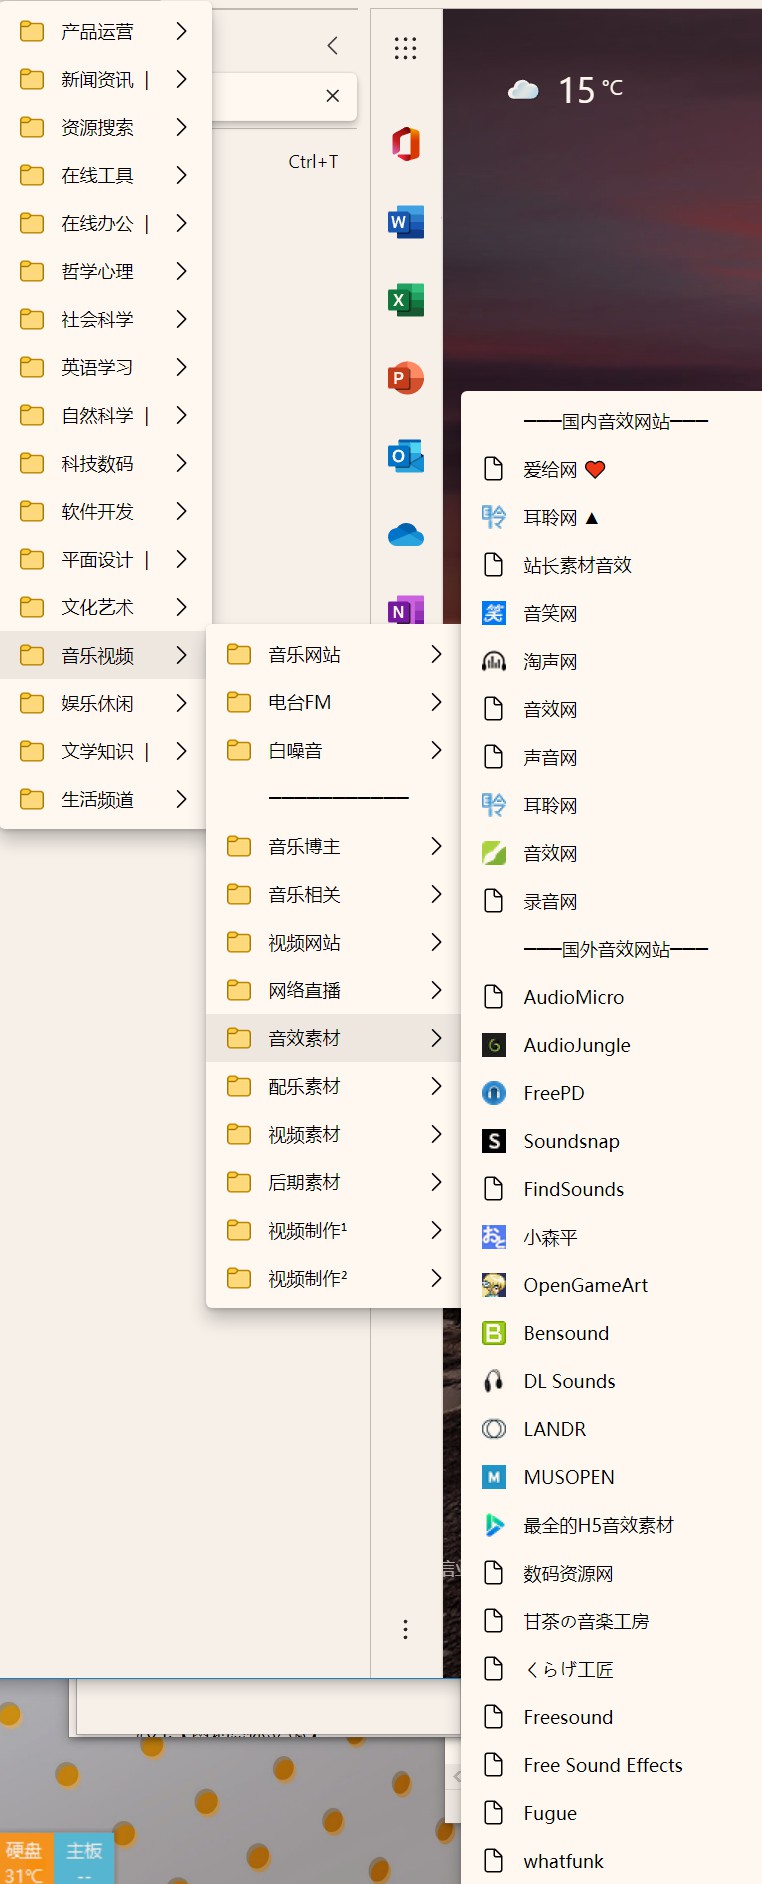 产品运营
新闻资讯 |
资源搜索
在线工具
在线办公 |
哲学心理
社会科学
英语学习
自然科学 |
科技数码
软件开发
平面设计 |
文化艺术
音乐视频
娱乐休闲
文学知识 |
生活频道
Ctrl+T
15 °C
音乐网站
电台FM
白噪音
———————————
音乐博主
音乐相关
视频网站
网络直播
音效素材
配乐素材
视频素材
后期素材
视频制作¹
视频制作²
———国内音效网站———
爱给网 ❤
耳聆网 ▲
站长素材音效
音笑网
淘声网
音效网
声音网
耳聆网
音效网
录音网
———国外音效网站———
AudioMicro
AudioJungle
FreePD
Soundsnap
FindSounds
小森平
OpenGameArt
Bensound
DL Sounds
LANDR
MUSOPEN
最全的H5音效素材
数码资源网
甘茶の音楽工房
くらげ工匠
Freesound
Free Sound Effects
Fugue
whatfunk
硬盘 主板
31℃ --